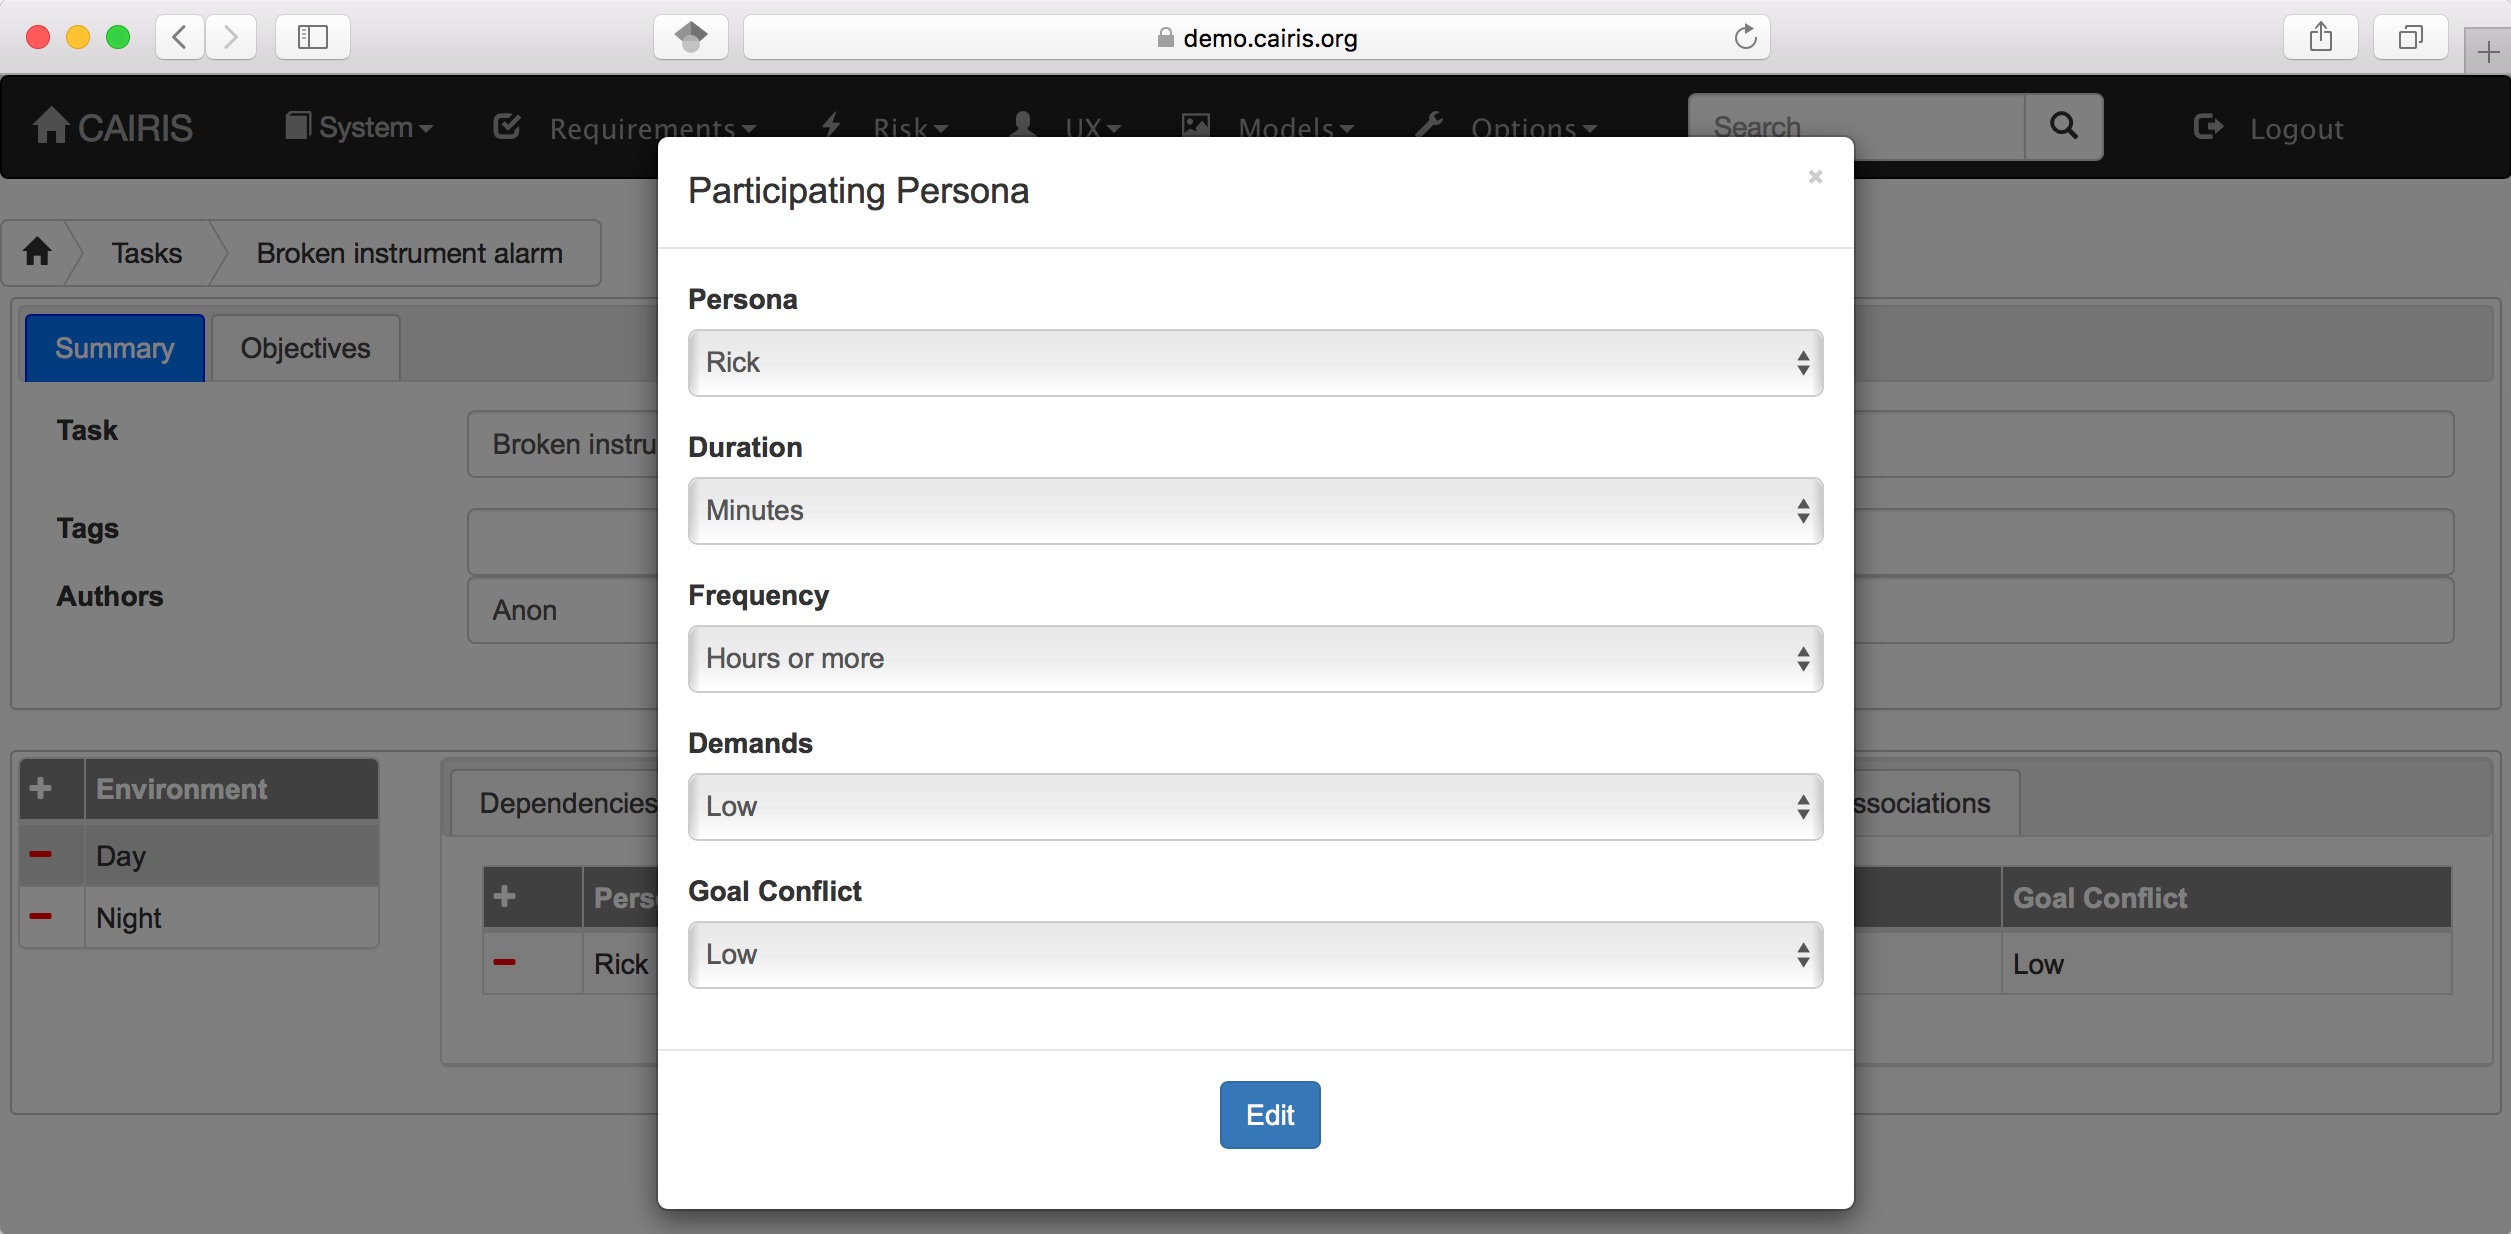 demo.cairis.org
CAIRIS System Requirements Risk UX Models Options Search Logout
Participating Persona
Tasks Broken instrument alarm
Persona
Summary Objectives
Rick
Task Broken instru
Duration
Minutes
Tags
Frequency
Authors Anon
Hours or more
Demands
Environment
Dependencies Low ssociations
Day
Goal Conflict
Pers Goal Conflict
Night
Low
Rick Low
Edit